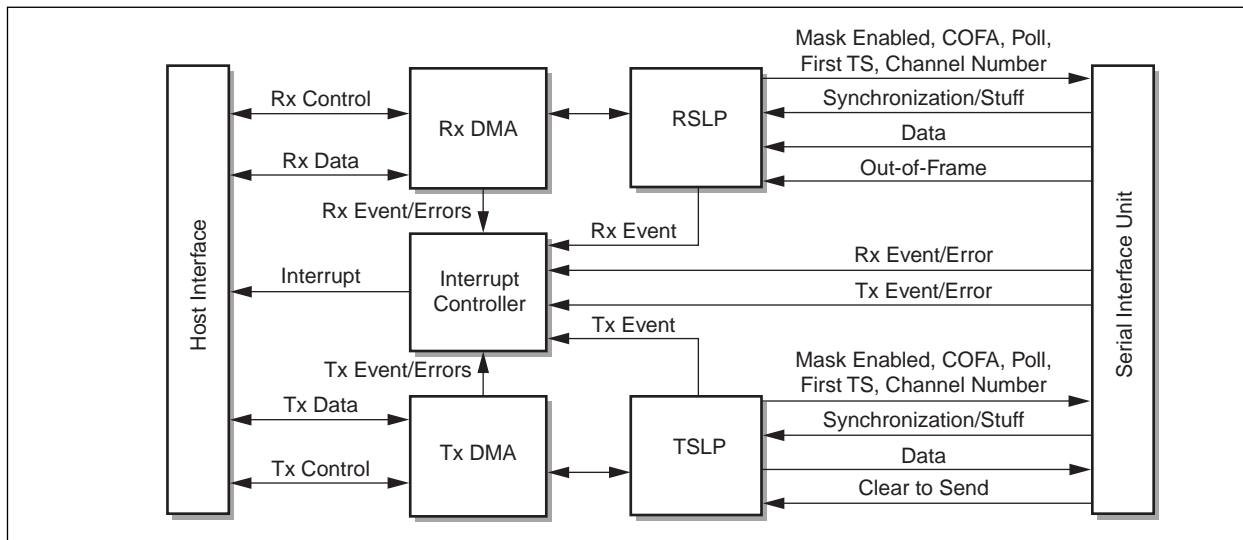 Mask Enabled, COFA, Poll,
First TS, Channel Number
Rx Control
Rx DMA
RSLP
Synchronization/Stuff
Data
Rx Data
Out-of-Frame
Rx Event/Errors
Rx Event
Host Interface
Interrupt
Interrupt
Controller
Rx Event/Error
Tx Event/Error
Serial Interface Unit
Tx Event
Tx Event/Errors
Mask Enabled, COFA, Poll,
First TS, Channel Number
Tx Data
Tx DMA
TSLP
Synchronization/Stuff
Data
Tx Control
Clear to Send